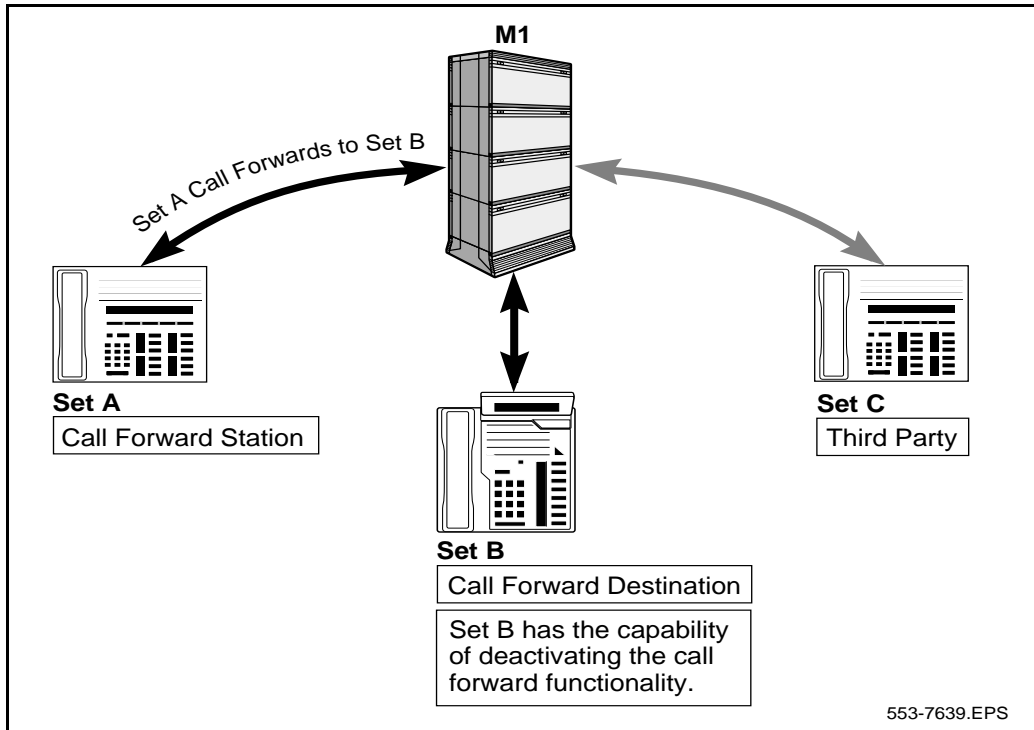 M1
Set A Call Forwards to Set B
Set A
Call Forward Station
Set B
Call Forward Destination
Set B has the capability
of deactivating the call
forward functionality.
Set C
Third Party
553-7639.EPS